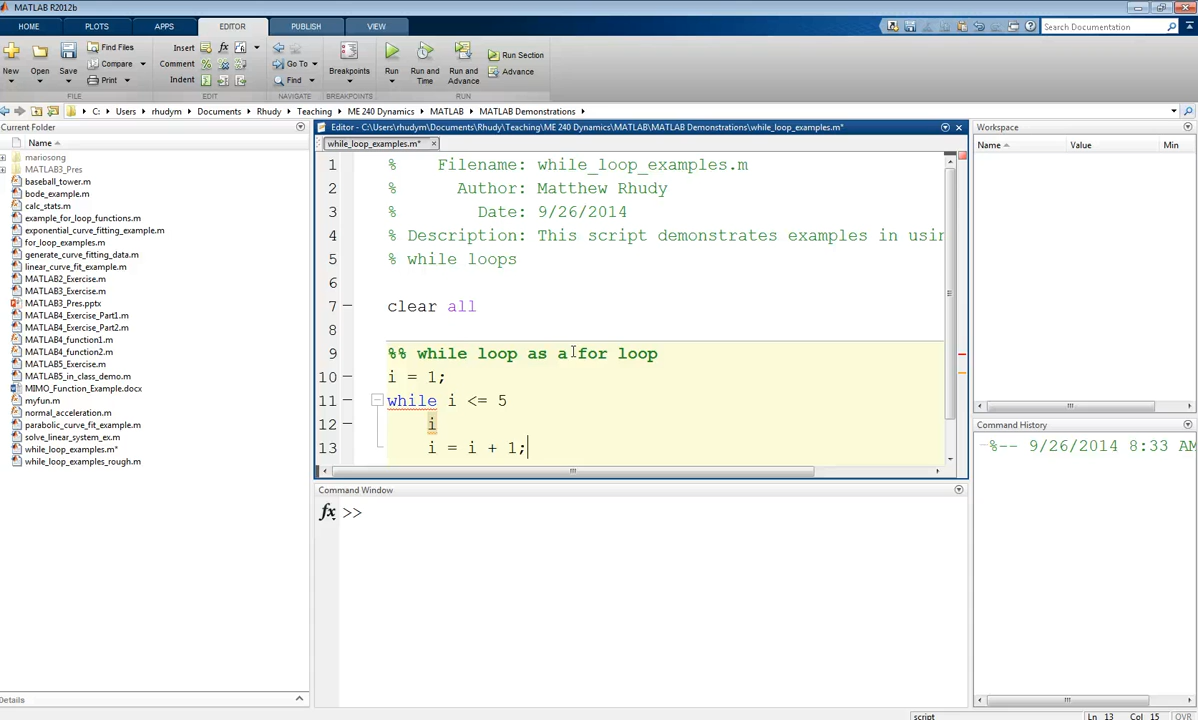 MATLAB R2012b
HOME PLOTS APPS EDITOR PUBLISH VIEW
Search Documentation
New Open Save Find Files Compare Print
Insert Comment Indent fx
Go To Find
Breakpoints Run Run and Time Run and Advance Run Section Advance
FILE EDIT NAVIGATE BREAKPOINTS RUN
C: Users rhudym Documents Rhudy Teaching ME 240 Dynamics MATLAB MATLAB Demonstrations
Current Folder
Name
mariosong
MATLAB3_Pres
baseball_tower.m
bode_example.m
calc_stats.m
example_for_loop_functions.m
exponential_curve_fitting_example.m
for_loop_examples.m
generate_curve_fitting_data.m
linear_curve_fit_example.m
MATLAB2_Exercise.m
MATLAB3_Exercise.m
MATLAB3_Pres.pptx
MATLAB4_Exercise_Part1.m
MATLAB4_Exercise_Part2.m
MATLAB4_function1.m
MATLAB4_function2.m
MATLAB5_Exercise.m
MATLAB5_in_class_demo.m
MIMO_Function_Example.docx
myfun.m
normal_acceleration.m
parabolic_curve_fit_example.m
solve_linear_system_ex.m
while_loop_examples.m*
while_loop_examples_rough.m
Details
Editor - C:\Users\rhudym\Documents\Rhudy\Teaching\ME 240 Dynamics\MATLAB\MATLAB Demonstrations\while_loop_examples.m*
while_loop_examples.m*
1 % Filename: while_loop_examples.m
2 % Author: Matthew Rhudy
3 % Date: 9/26/2014
4 % Description: This script demonstrates examples in usin
5 % while loops
6
7 clear all
8
9 %% while loop as a for loop
10 i = 1;
11 while i <= 5
12 i
13 i = i + 1;
Command Window
fx >>
Workspace
Name Value Min
Command History
%-- 9/26/2014 8:33 AM
script Ln 13 Col 15 OVR